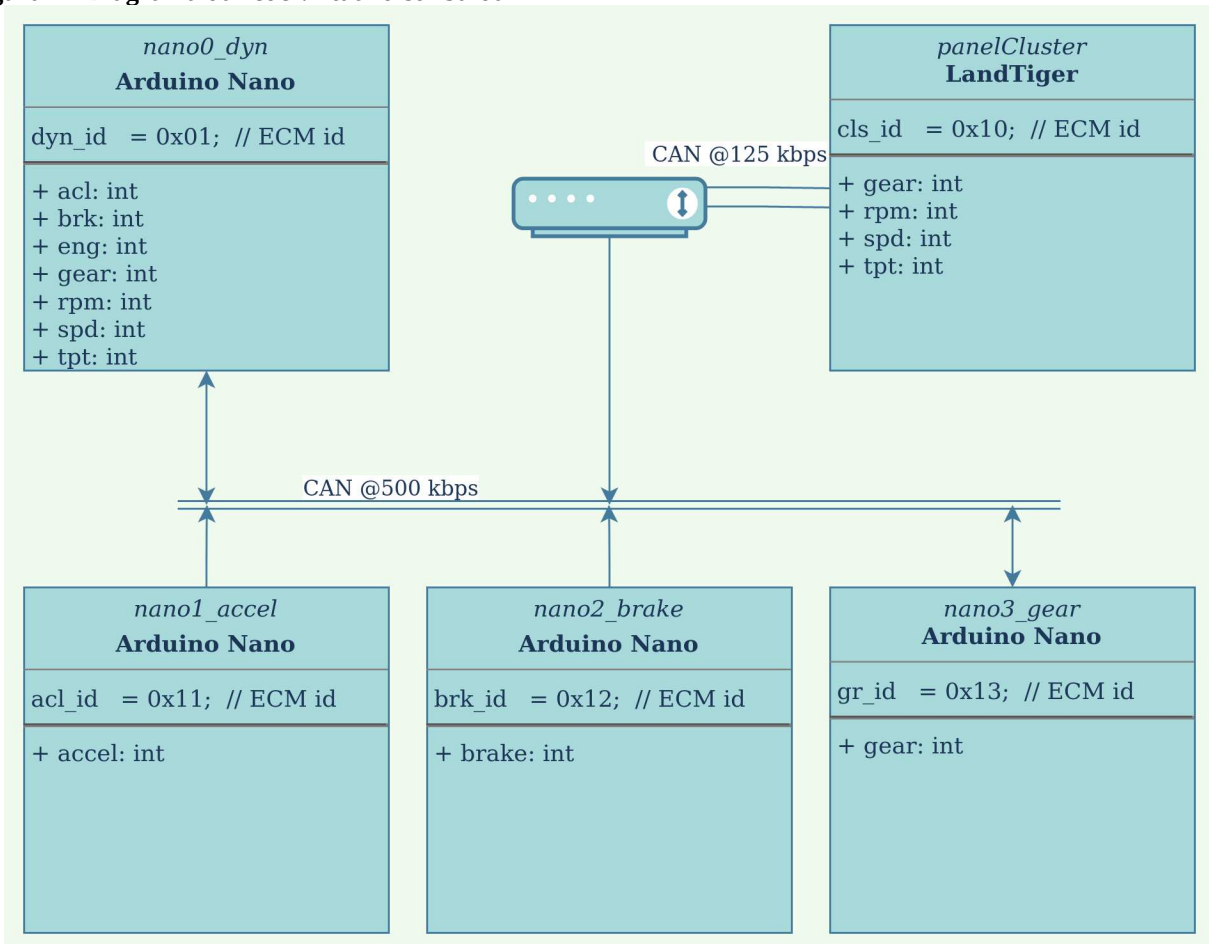 nano0_dyn
Arduino Nano
dyn_id = 0x01; // ECM id
+ acl: int
+ brk: int
+ eng: int
+ gear: int
+ rpm: int
+ spd: int
+ tpt: int
panelCluster
LandTiger
cls_id = 0x10; // ECM id
+ gear: int
+ rpm: int
+ spd: int
+ tpt: int
CAN @125 kbps
CAN @500 kbps
nano1_accel
Arduino Nano
acl_id = 0x11; // ECM id
+ accel: int
nano2_brake
Arduino Nano
brk_id = 0x12; // ECM id
+ brake: int
nano3_gear
Arduino Nano
gr_id = 0x13; // ECM id
+ gear: int